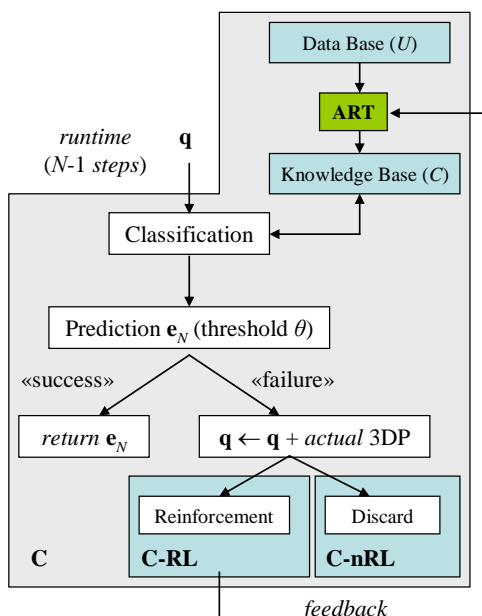 Data Base (U)
ART
runtime
(N-1 steps)
q
Knowledge Base (C)
Classification
Prediction e_N (threshold θ)
«success»
«failure»
return e_N
q ← q + actual 3DP
Reinforcement
Discard
C
C-RL
C-nRL
feedback